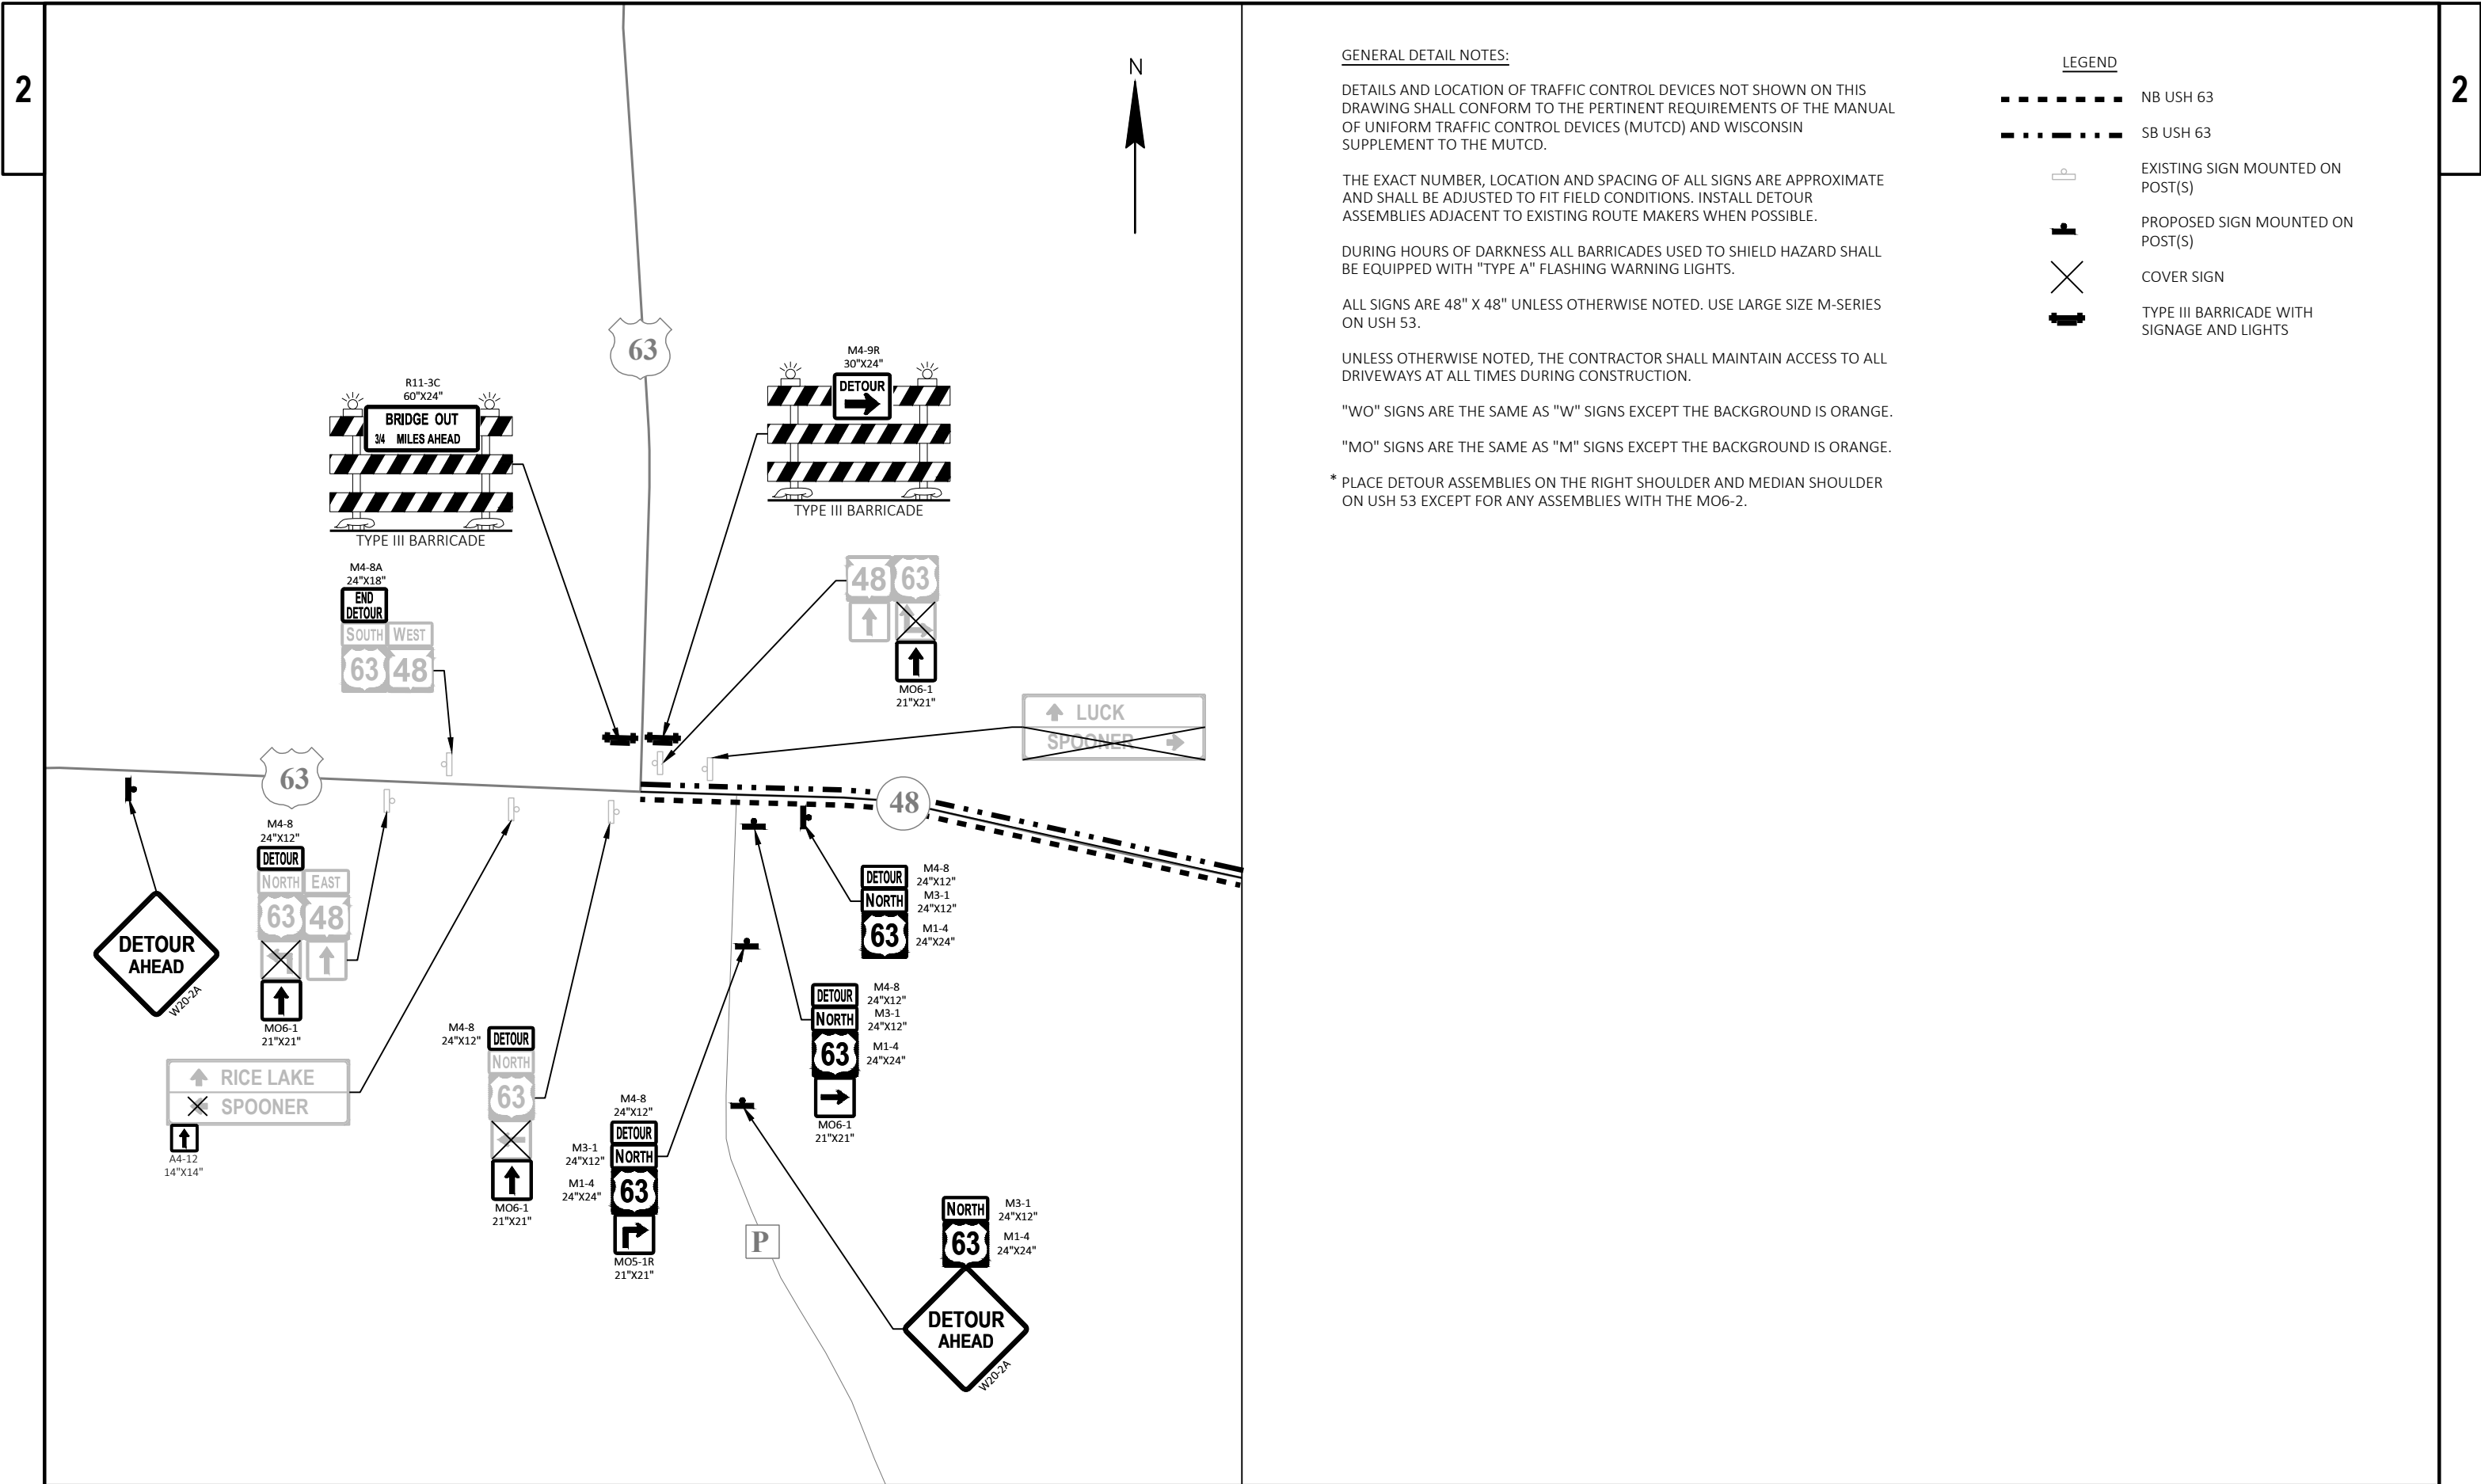 2
2
N
63
R11-3C
60"X24"
BRIDGE OUT
3/4 MILES AHEAD
TYPE III BARRICADE
M4-9R
30"X24"
DETOUR
TYPE III BARRICADE
M4-8A
24"X18"
END
DETOUR
SOUTH WEST
63 48
48 63
MO6-1
21"X21"
LUCK
SPOONER
63
48
M4-8
24"X12"
DETOUR
NORTH EAST
63 48
MO6-1
21"X21"
DETOUR
AHEAD
W20-2A
RICE LAKE
SPOONER
A4-12
14"X14"
M4-8
24"X12"
DETOUR
NORTH
63
MO6-1
21"X21"
M4-8
24"X12"
DETOUR
M3-1
24"X12"
NORTH
M1-4
24"X24"
63
MO5-1R
21"X21"
DETOUR
M4-8
24"X12"
NORTH
M3-1
24"X12"
63
M1-4
24"X24"
DETOUR
M4-8
24"X12"
NORTH
M3-1
24"X12"
63
M1-4
24"X24"
MO6-1
21"X21"
P
NORTH
M3-1
24"X12"
63
M1-4
24"X24"
DETOUR
AHEAD
W20-2A
GENERAL DETAIL NOTES:
DETAILS AND LOCATION OF TRAFFIC CONTROL DEVICES NOT SHOWN ON THIS
DRAWING SHALL CONFORM TO THE PERTINENT REQUIREMENTS OF THE MANUAL
OF UNIFORM TRAFFIC CONTROL DEVICES (MUTCD) AND WISCONSIN
SUPPLEMENT TO THE MUTCD.
THE EXACT NUMBER, LOCATION AND SPACING OF ALL SIGNS ARE APPROXIMATE
AND SHALL BE ADJUSTED TO FIT FIELD CONDITIONS. INSTALL DETOUR
ASSEMBLIES ADJACENT TO EXISTING ROUTE MAKERS WHEN POSSIBLE.
DURING HOURS OF DARKNESS ALL BARRICADES USED TO SHIELD HAZARD SHALL
BE EQUIPPED WITH "TYPE A" FLASHING WARNING LIGHTS.
ALL SIGNS ARE 48" X 48" UNLESS OTHERWISE NOTED. USE LARGE SIZE M-SERIES
ON USH 53.
UNLESS OTHERWISE NOTED, THE CONTRACTOR SHALL MAINTAIN ACCESS TO ALL
DRIVEWAYS AT ALL TIMES DURING CONSTRUCTION.
"WO" SIGNS ARE THE SAME AS "W" SIGNS EXCEPT THE BACKGROUND IS ORANGE.
"MO" SIGNS ARE THE SAME AS "M" SIGNS EXCEPT THE BACKGROUND IS ORANGE.
* PLACE DETOUR ASSEMBLIES ON THE RIGHT SHOULDER AND MEDIAN SHOULDER
ON USH 53 EXCEPT FOR ANY ASSEMBLIES WITH THE MO6-2.
LEGEND
NB USH 63
SB USH 63
EXISTING SIGN MOUNTED ON
POST(S)
PROPOSED SIGN MOUNTED ON
POST(S)
COVER SIGN
TYPE III BARRICADE WITH
SIGNAGE AND LIGHTS